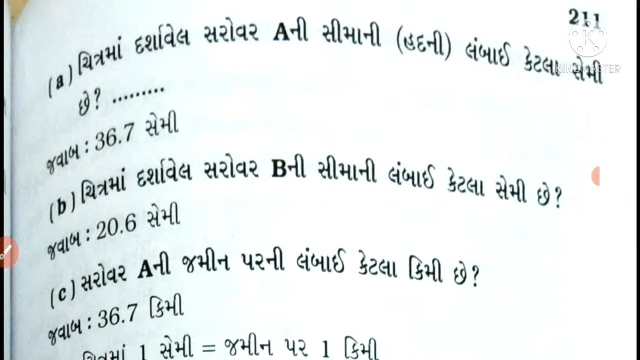 211
(a) ચિત્રમાં દર્શાવેલ સરોવર Aની સીમાની (હદની) લંબાઈ કેટલા સેમી
છે? .........
જવાબ : 36.7 સેમી
(b) ચિત્રમાં દર્શાવેલ સરોવર Bની સીમાની લંબાઈ કેટલા સેમી છે?
જવાબ : 20.6 સેમી
(c) સરોવર Aની જમીન પરની લંબાઈ કેટલા કિમી છે?
જવાબ : 36.7 કિમી
ચિત્રમાં 1 સેમી = જમીન પર 1 કિમી